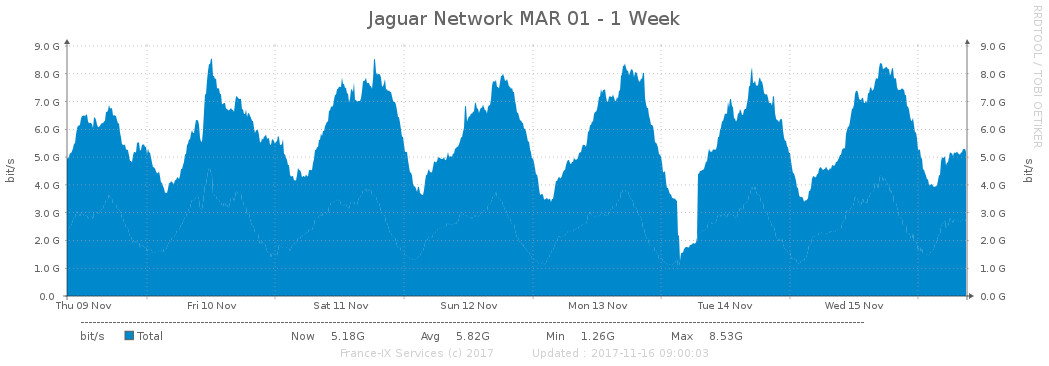 Jaguar Network MAR 01 - 1 Week
RRDTOOL / TOBI OETIKER
bit/s
9.0 G 9.0 G
8.0 G 8.0 G
7.0 G 7.0 G
6.0 G 6.0 G
5.0 G 5.0 G
4.0 G 4.0 G
3.0 G 3.0 G
2.0 G 2.0 G
1.0 G 1.0 G
0.0 0.0 G
bit/s
Thu 09 Nov Fri 10 Nov Sat 11 Nov Sun 12 Nov Mon 13 Nov Tue 14 Nov Wed 15 Nov
bit/s Total Now 5.18G Avg 5.82G Min 1.26G Max 8.53G
France-IX Services (c) 2017 Updated : 2017-11-16 09:00:03